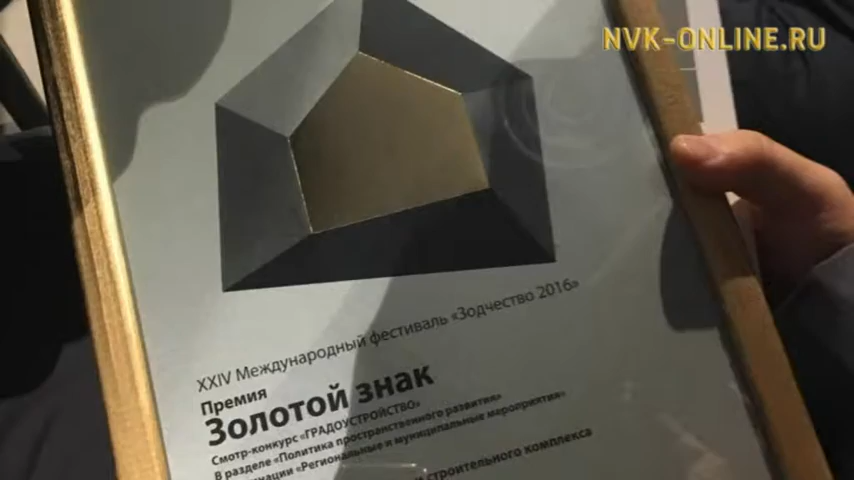 NVK-ONLINE.RU
XXIV Международный фестиваль «Зодчество 2016»
Премия
Золотой знак
Смотр-конкурс «ГРАДОУСТРОЙСТВО»
В разделе «Политика пространственного развития»
«Региональные и муниципальные мероприятия»
строительного комплекса